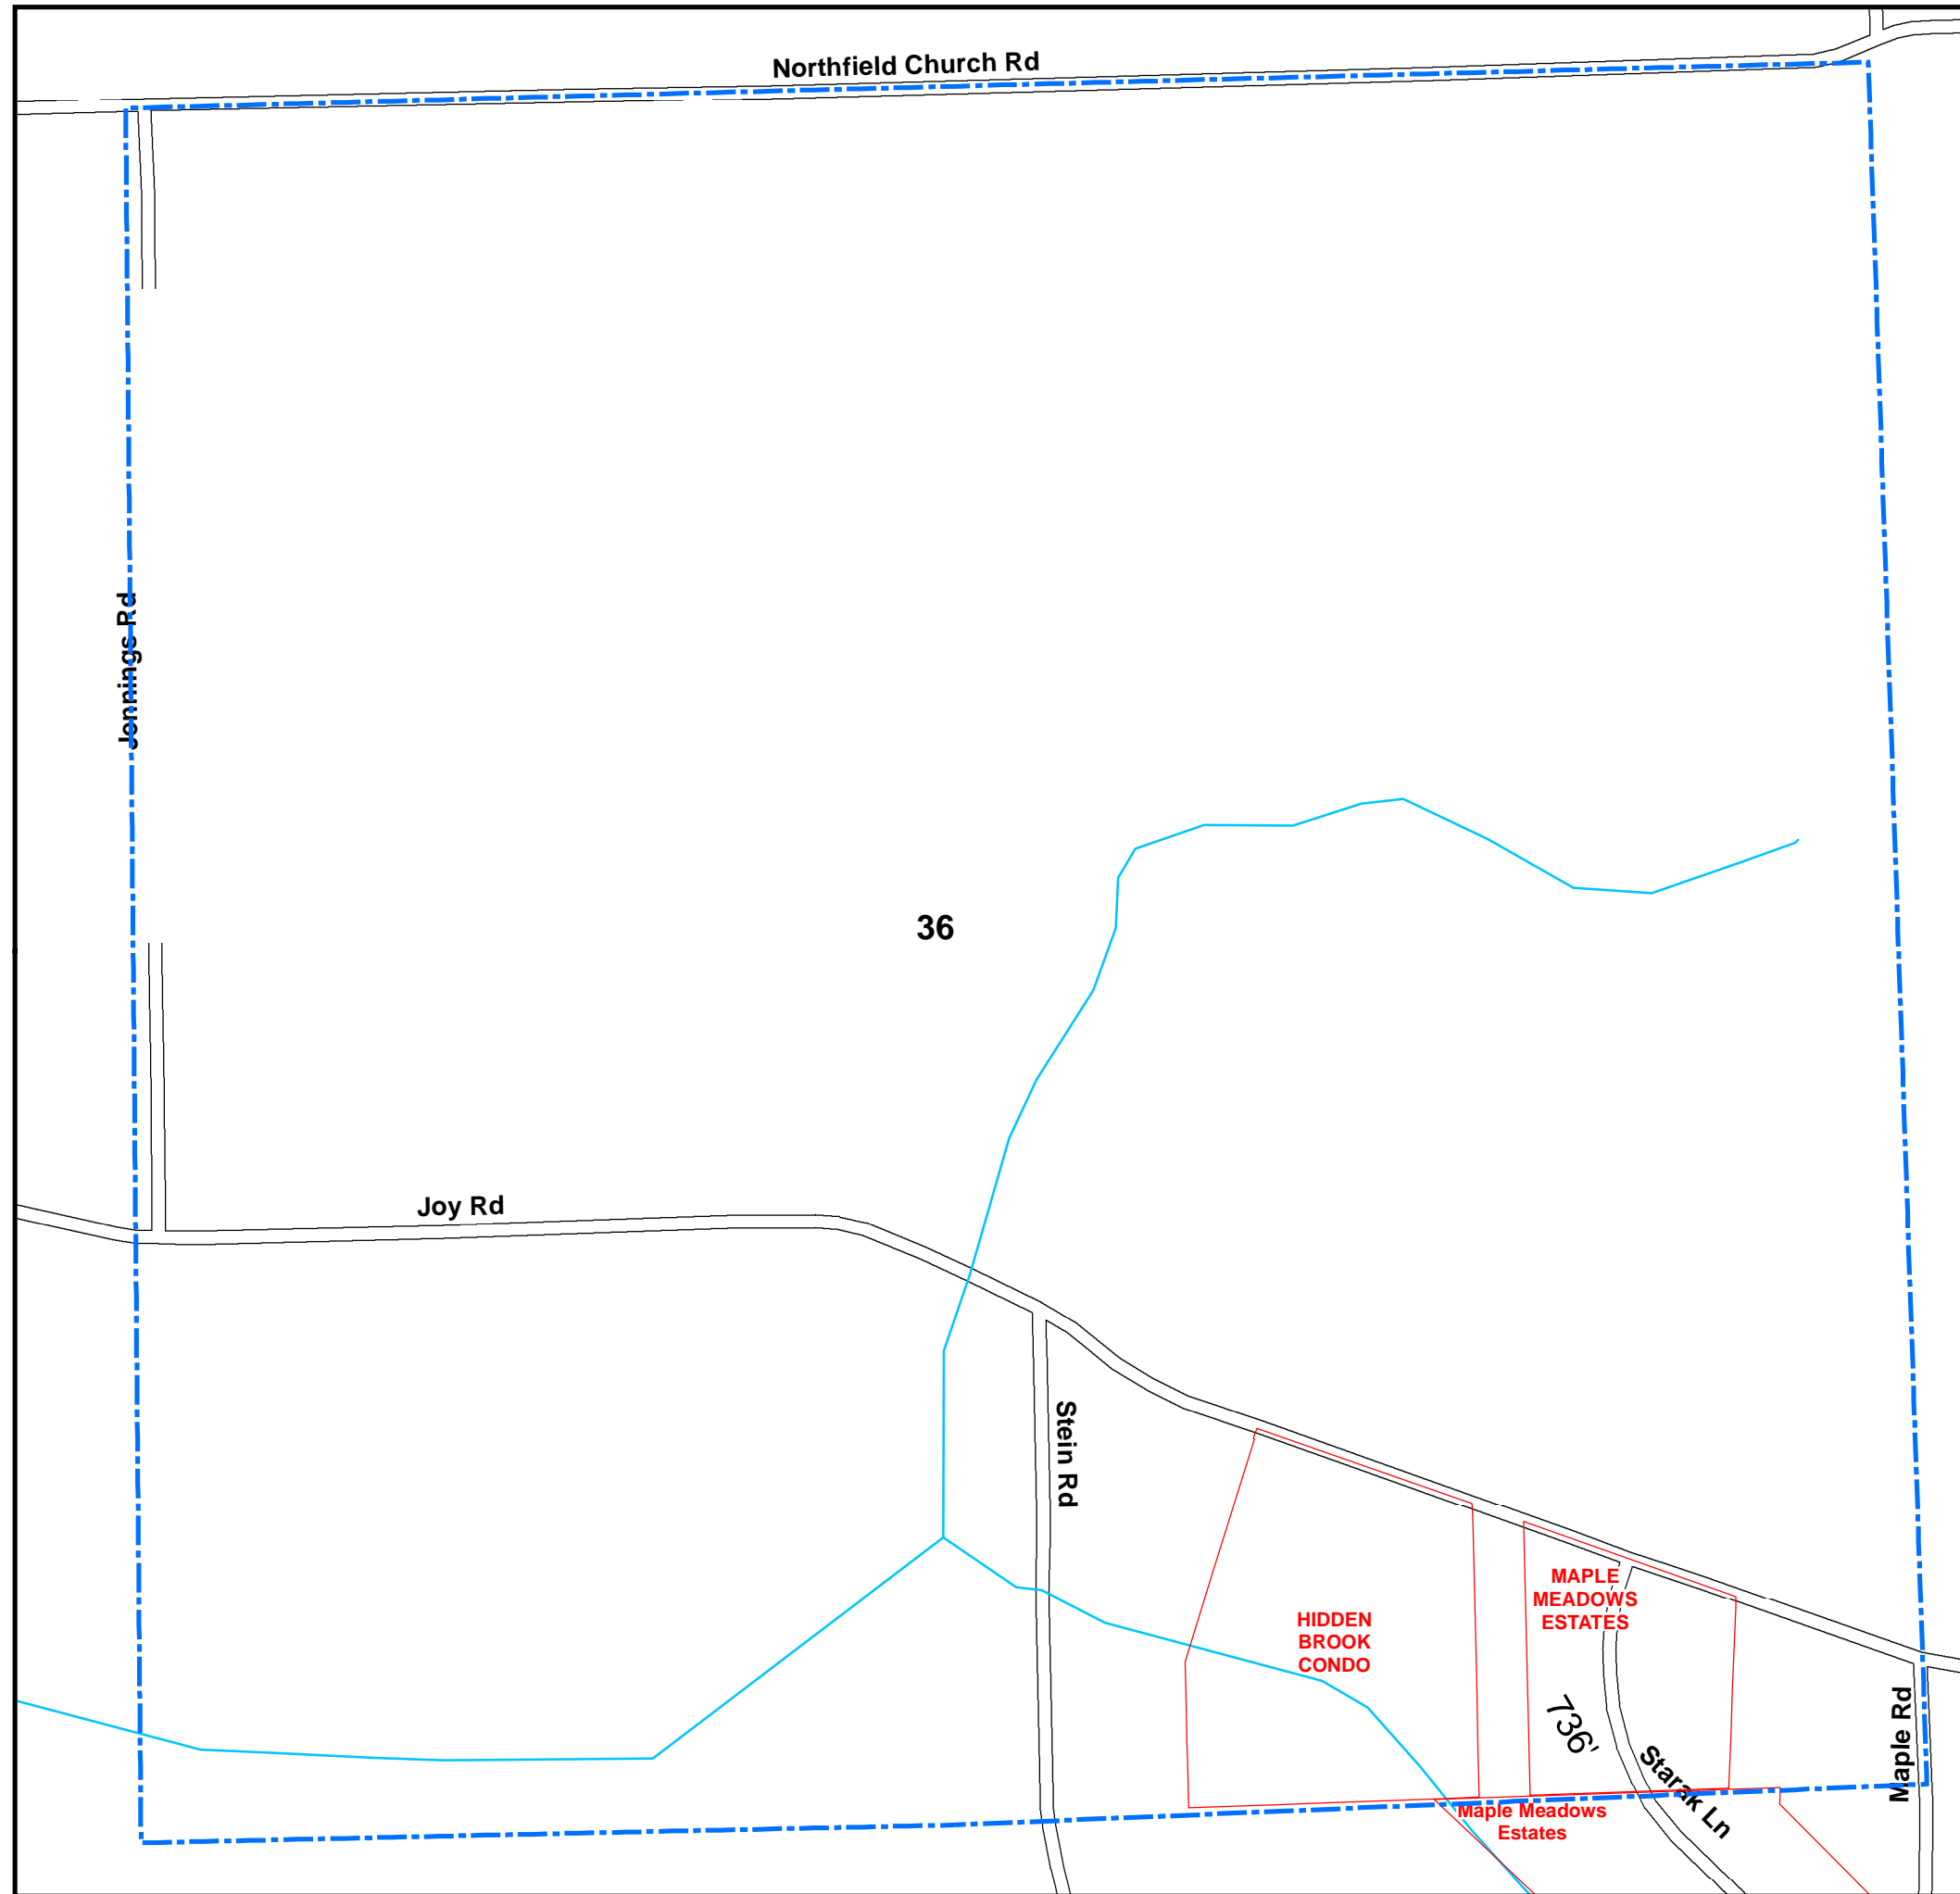 Northfield Church Rd
Jennings Rd
36
Joy Rd
Stein Rd
MAPLE
MEADOWS
ESTATES
HIDDEN
BROOK
CONDO
736'
Starak Ln
Maple Rd
Maple Meadows
Estates